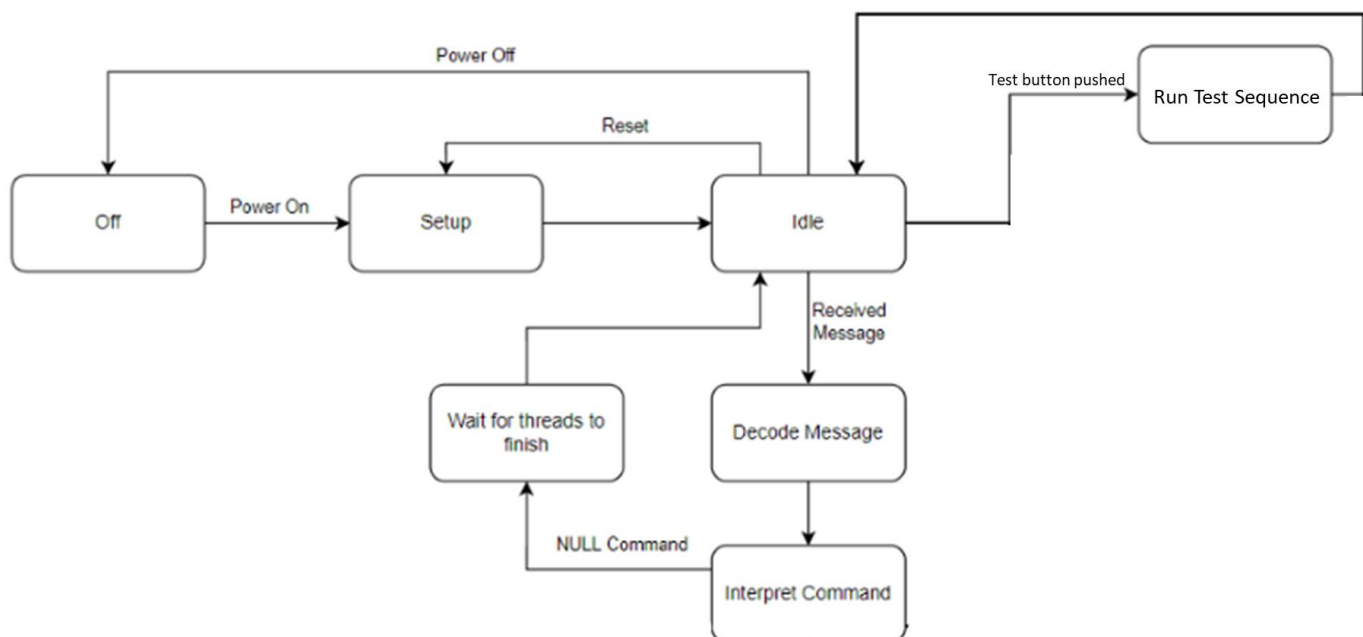 Power Off
Test button pushed
Run Test Sequence
Reset
Off
Power On
Setup
Idle
Received
Message
Wait for threads to
finish
Decode Message
NULL Command
Interpret Command